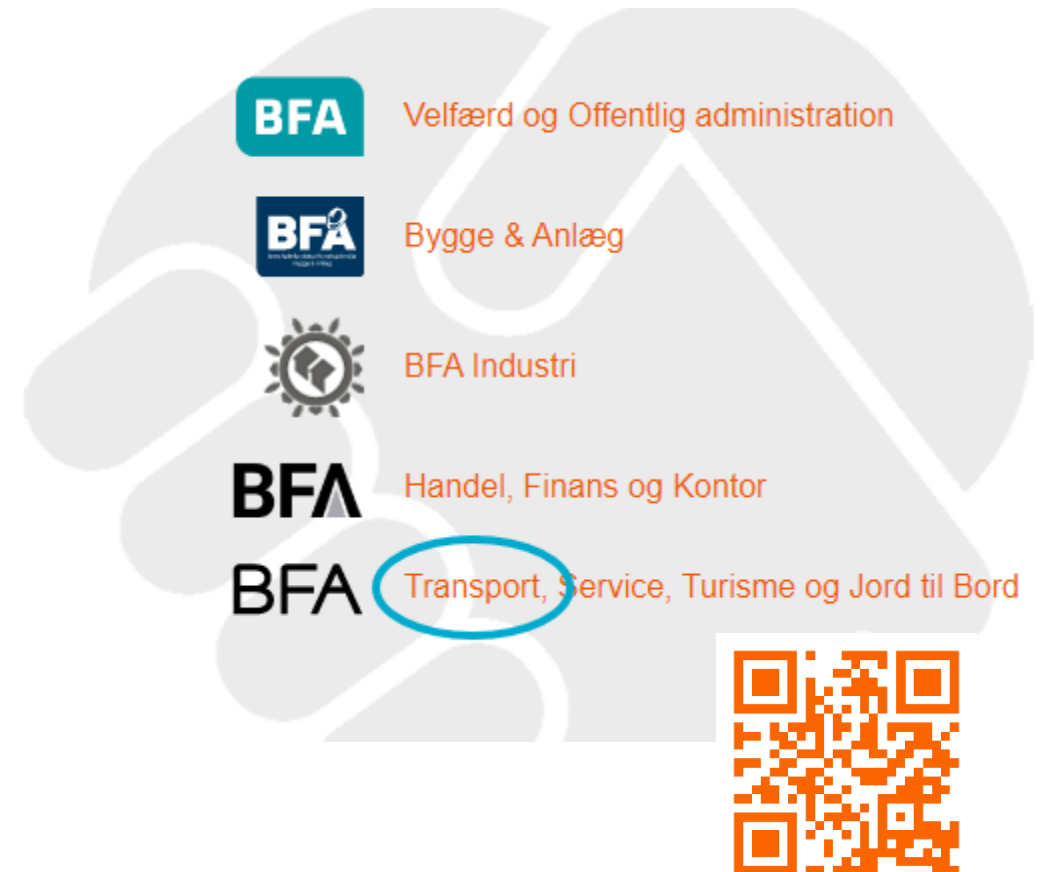 BFA Velfærd og Offentlig administration
BFA Bygge & Anlæg
BFA Industri
BFA Handel, Finans og Kontor
BFA Transport, Service, Turisme og Jord til Bord